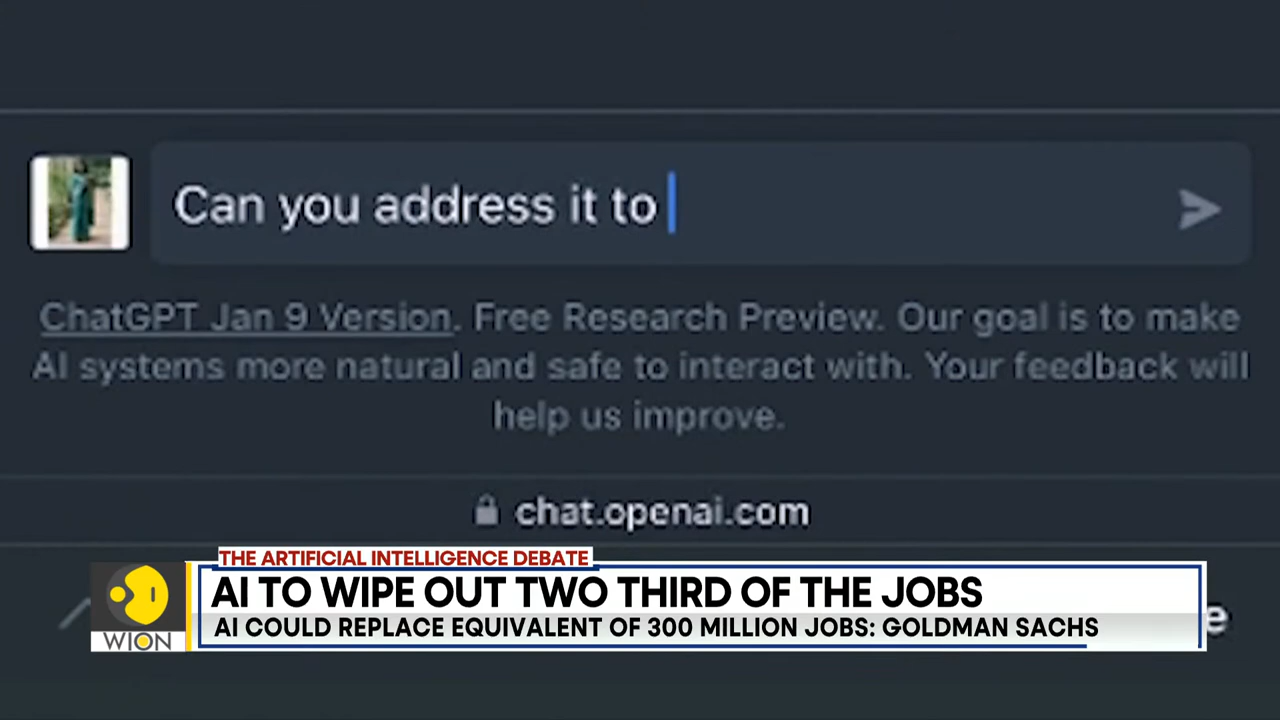 Can you address it to
ChatGPT Jan 9 Version. Free Research Preview. Our goal is to make
AI systems more natural and safe to interact with. Your feedback will
help us improve.
chat.openai.com
THE ARTIFICIAL INTELLIGENCE DEBATE
AI TO WIPE OUT TWO THIRD OF THE JOBS
AI COULD REPLACE EQUIVALENT OF 300 MILLION JOBS: GOLDMAN SACHS
WION